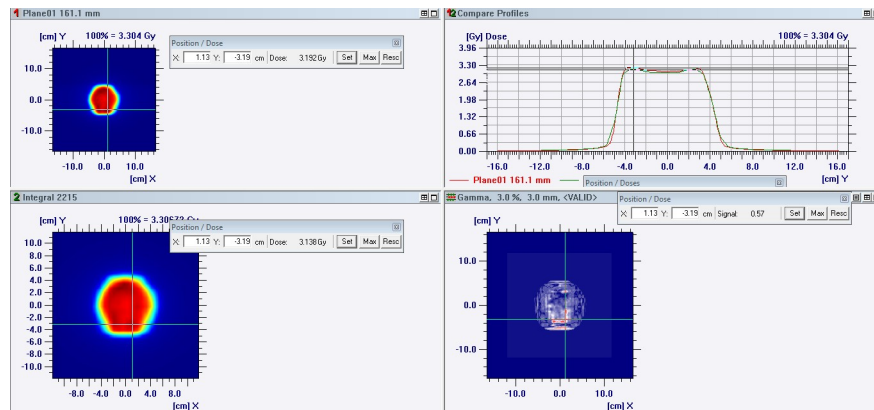 1 Plane01 161.1 mm
[cm] Y 100% = 3.304 Gy
Position / Dose
X: 1.13 Y: -3.19 cm Dose: 3.192 Gy Set Max Resc
10.0
0.0
-10.0
-10.0 0.0 10.0
[cm] X
12 Compare Profiles
[Gy] Dose 100% = 3.304 Gy
3.96
3.30
2.64
1.98
1.32
0.66
0.00
-16.0 -12.0 -8.0 -4.0 0.0 4.0 8.0 12.0 16.0
Plane01 161.1 mm
[cm] Y
Position / Doses
2 Integral 2215
[cm] Y
Position / Dose
X: 1.13 Y: -3.19 cm Dose: 3.138 Gy Set Max Resc
10.0
8.0
6.0
4.0
2.0
0.0
-2.0
-4.0
-6.0
-8.0
-10.0
-8.0 -4.0 0.0 4.0 8.0
[cm] X
Gamma, 3.0 %, 3.0 mm, <VALID>
[cm] Y
Position / Dose
X: 1.13 Y: -3.19 cm Signal: 0.57 Set Max Resc
10.0
0.0
-10.0
-10.0 0.0 10.0
[cm] X